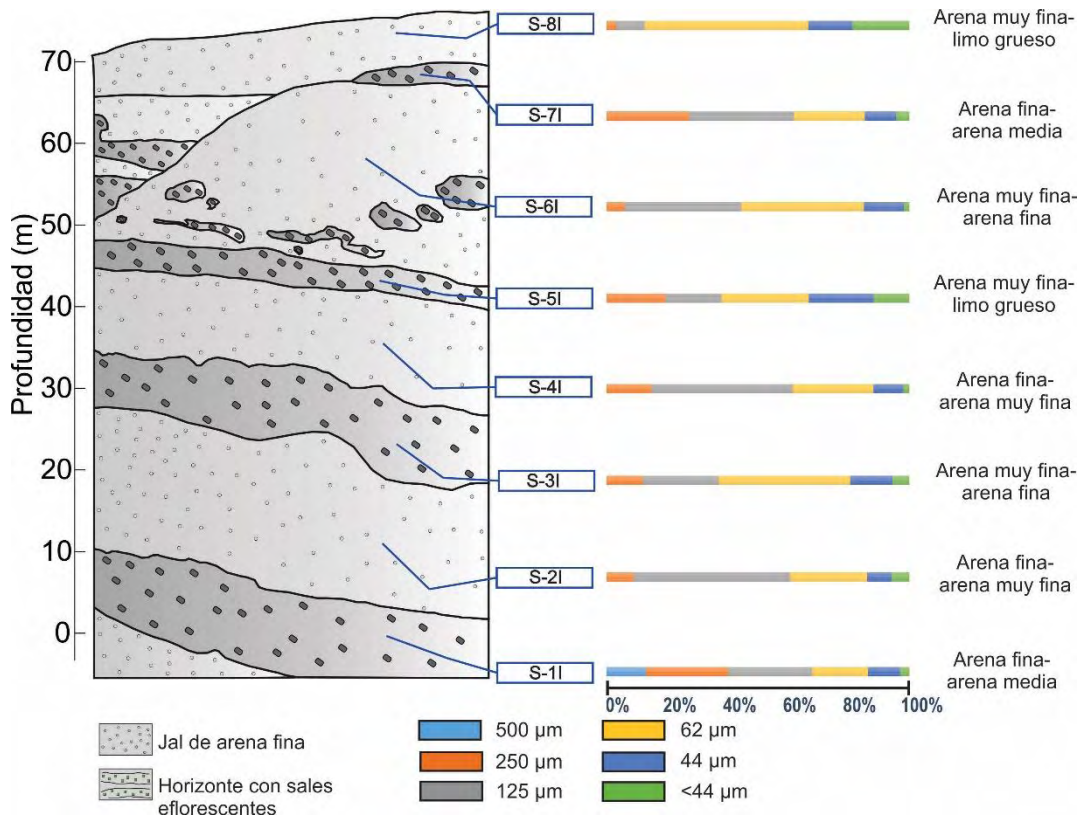 Profundidad (m)
70
60
50
40
30
20
10
0
S-8I
Arena muy fina-
limo grueso
S-7I
Arena fina-
arena media
S-6I
Arena muy fina-
arena fina
S-5I
Arena muy fina-
limo grueso
S-4I
Arena fina-
arena muy fina
S-3I
Arena muy fina-
arena fina
S-2I
Arena fina-
arena muy fina
S-1I
Arena fina-
arena media
0% 20% 40% 60% 80% 100%
Jal de arena fina
Horizonte con sales
eflorescentes
500 µm
250 µm
125 µm
62 µm
44 µm
<44 µm